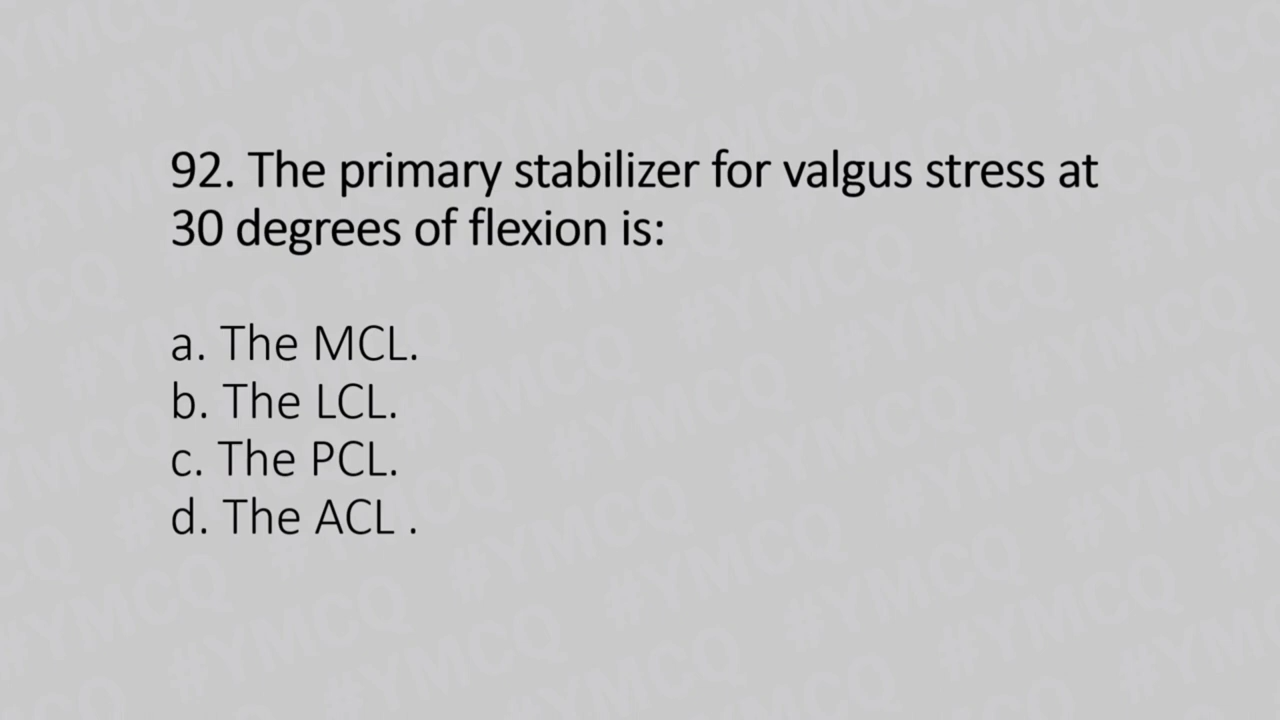 92. The primary stabilizer for valgus stress at
30 degrees of flexion is:
a. The MCL.
b. The LCL.
c. The PCL.
d. The ACL .
#YMCQ